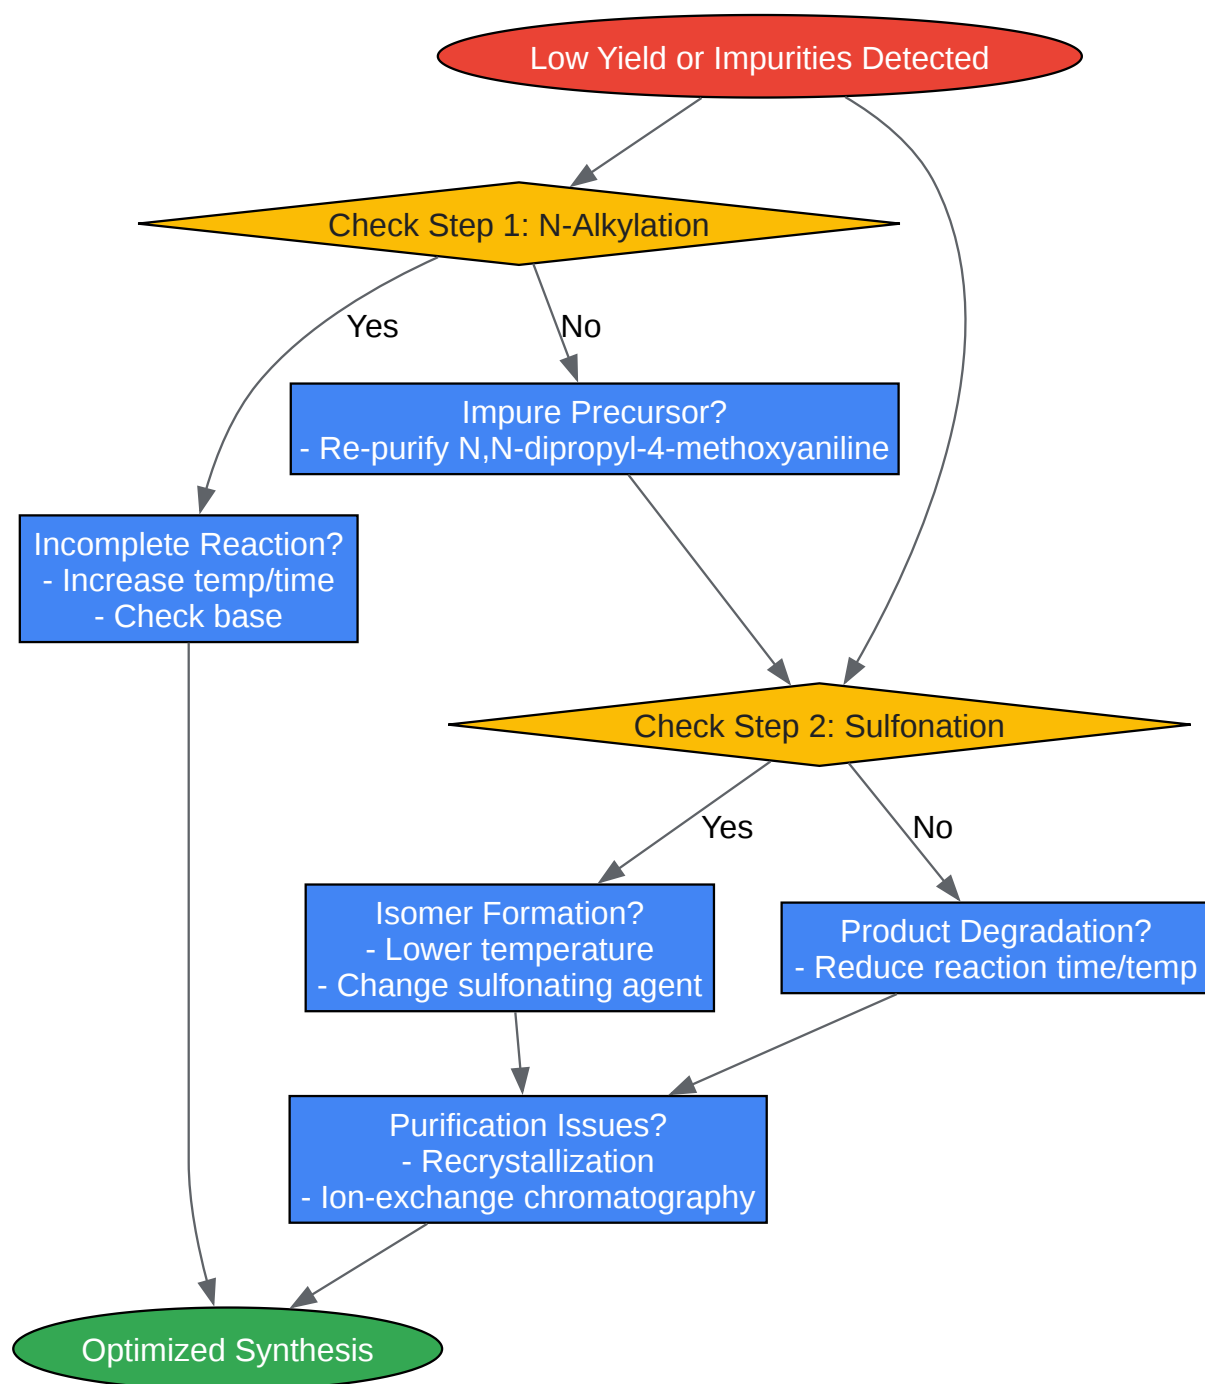 Low Yield or Impurities Detected
Check Step 1: N-Alkylation
Yes
No
Impure Precursor?
- Re-purify N,N-dipropyl-4-methoxyaniline
Incomplete Reaction?
- Increase temp/time
- Check base
Check Step 2: Sulfonation
Yes
No
Isomer Formation?
- Lower temperature
- Change sulfonating agent
Product Degradation?
- Reduce reaction time/temp
Purification Issues?
- Recrystallization
- Ion-exchange chromatography
Optimized Synthesis